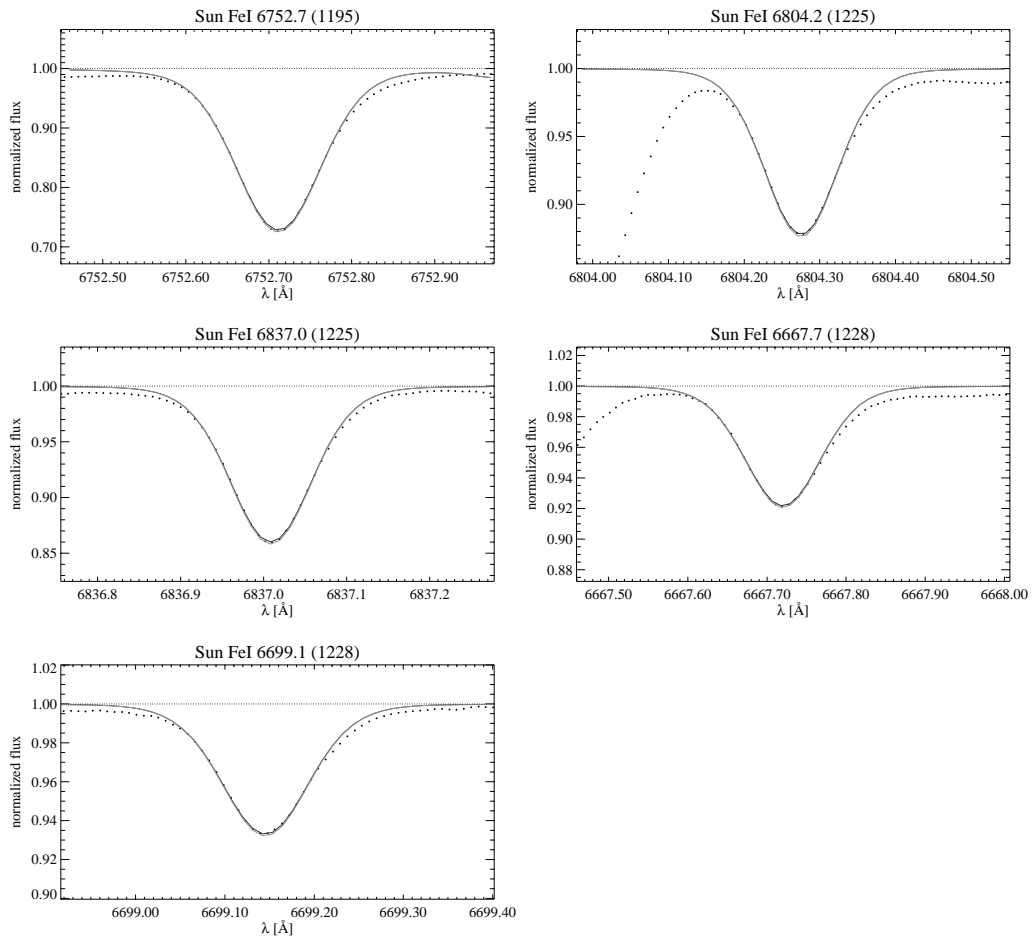 Sun FeI 6752.7 (1195)
normalized flux
1.00
0.90
0.80
0.70
6752.50 6752.60 6752.70 6752.80 6752.90
λ [Å]
Sun FeI 6804.2 (1225)
normalized flux
1.00
0.95
0.90
6804.00 6804.10 6804.20 6804.30 6804.40 6804.50
λ [Å]
Sun FeI 6837.0 (1225)
normalized flux
1.00
0.95
0.90
0.85
6836.8 6836.9 6837.0 6837.1 6837.2
λ [Å]
Sun FeI 6667.7 (1228)
normalized flux
1.02
1.00
0.98
0.96
0.94
0.92
0.90
0.88
6667.50 6667.60 6667.70 6667.80 6667.90 6668.00
λ [Å]
Sun FeI 6699.1 (1228)
normalized flux
1.02
1.00
0.98
0.96
0.94
0.92
0.90
6699.00 6699.10 6699.20 6699.30 6699.40
λ [Å]